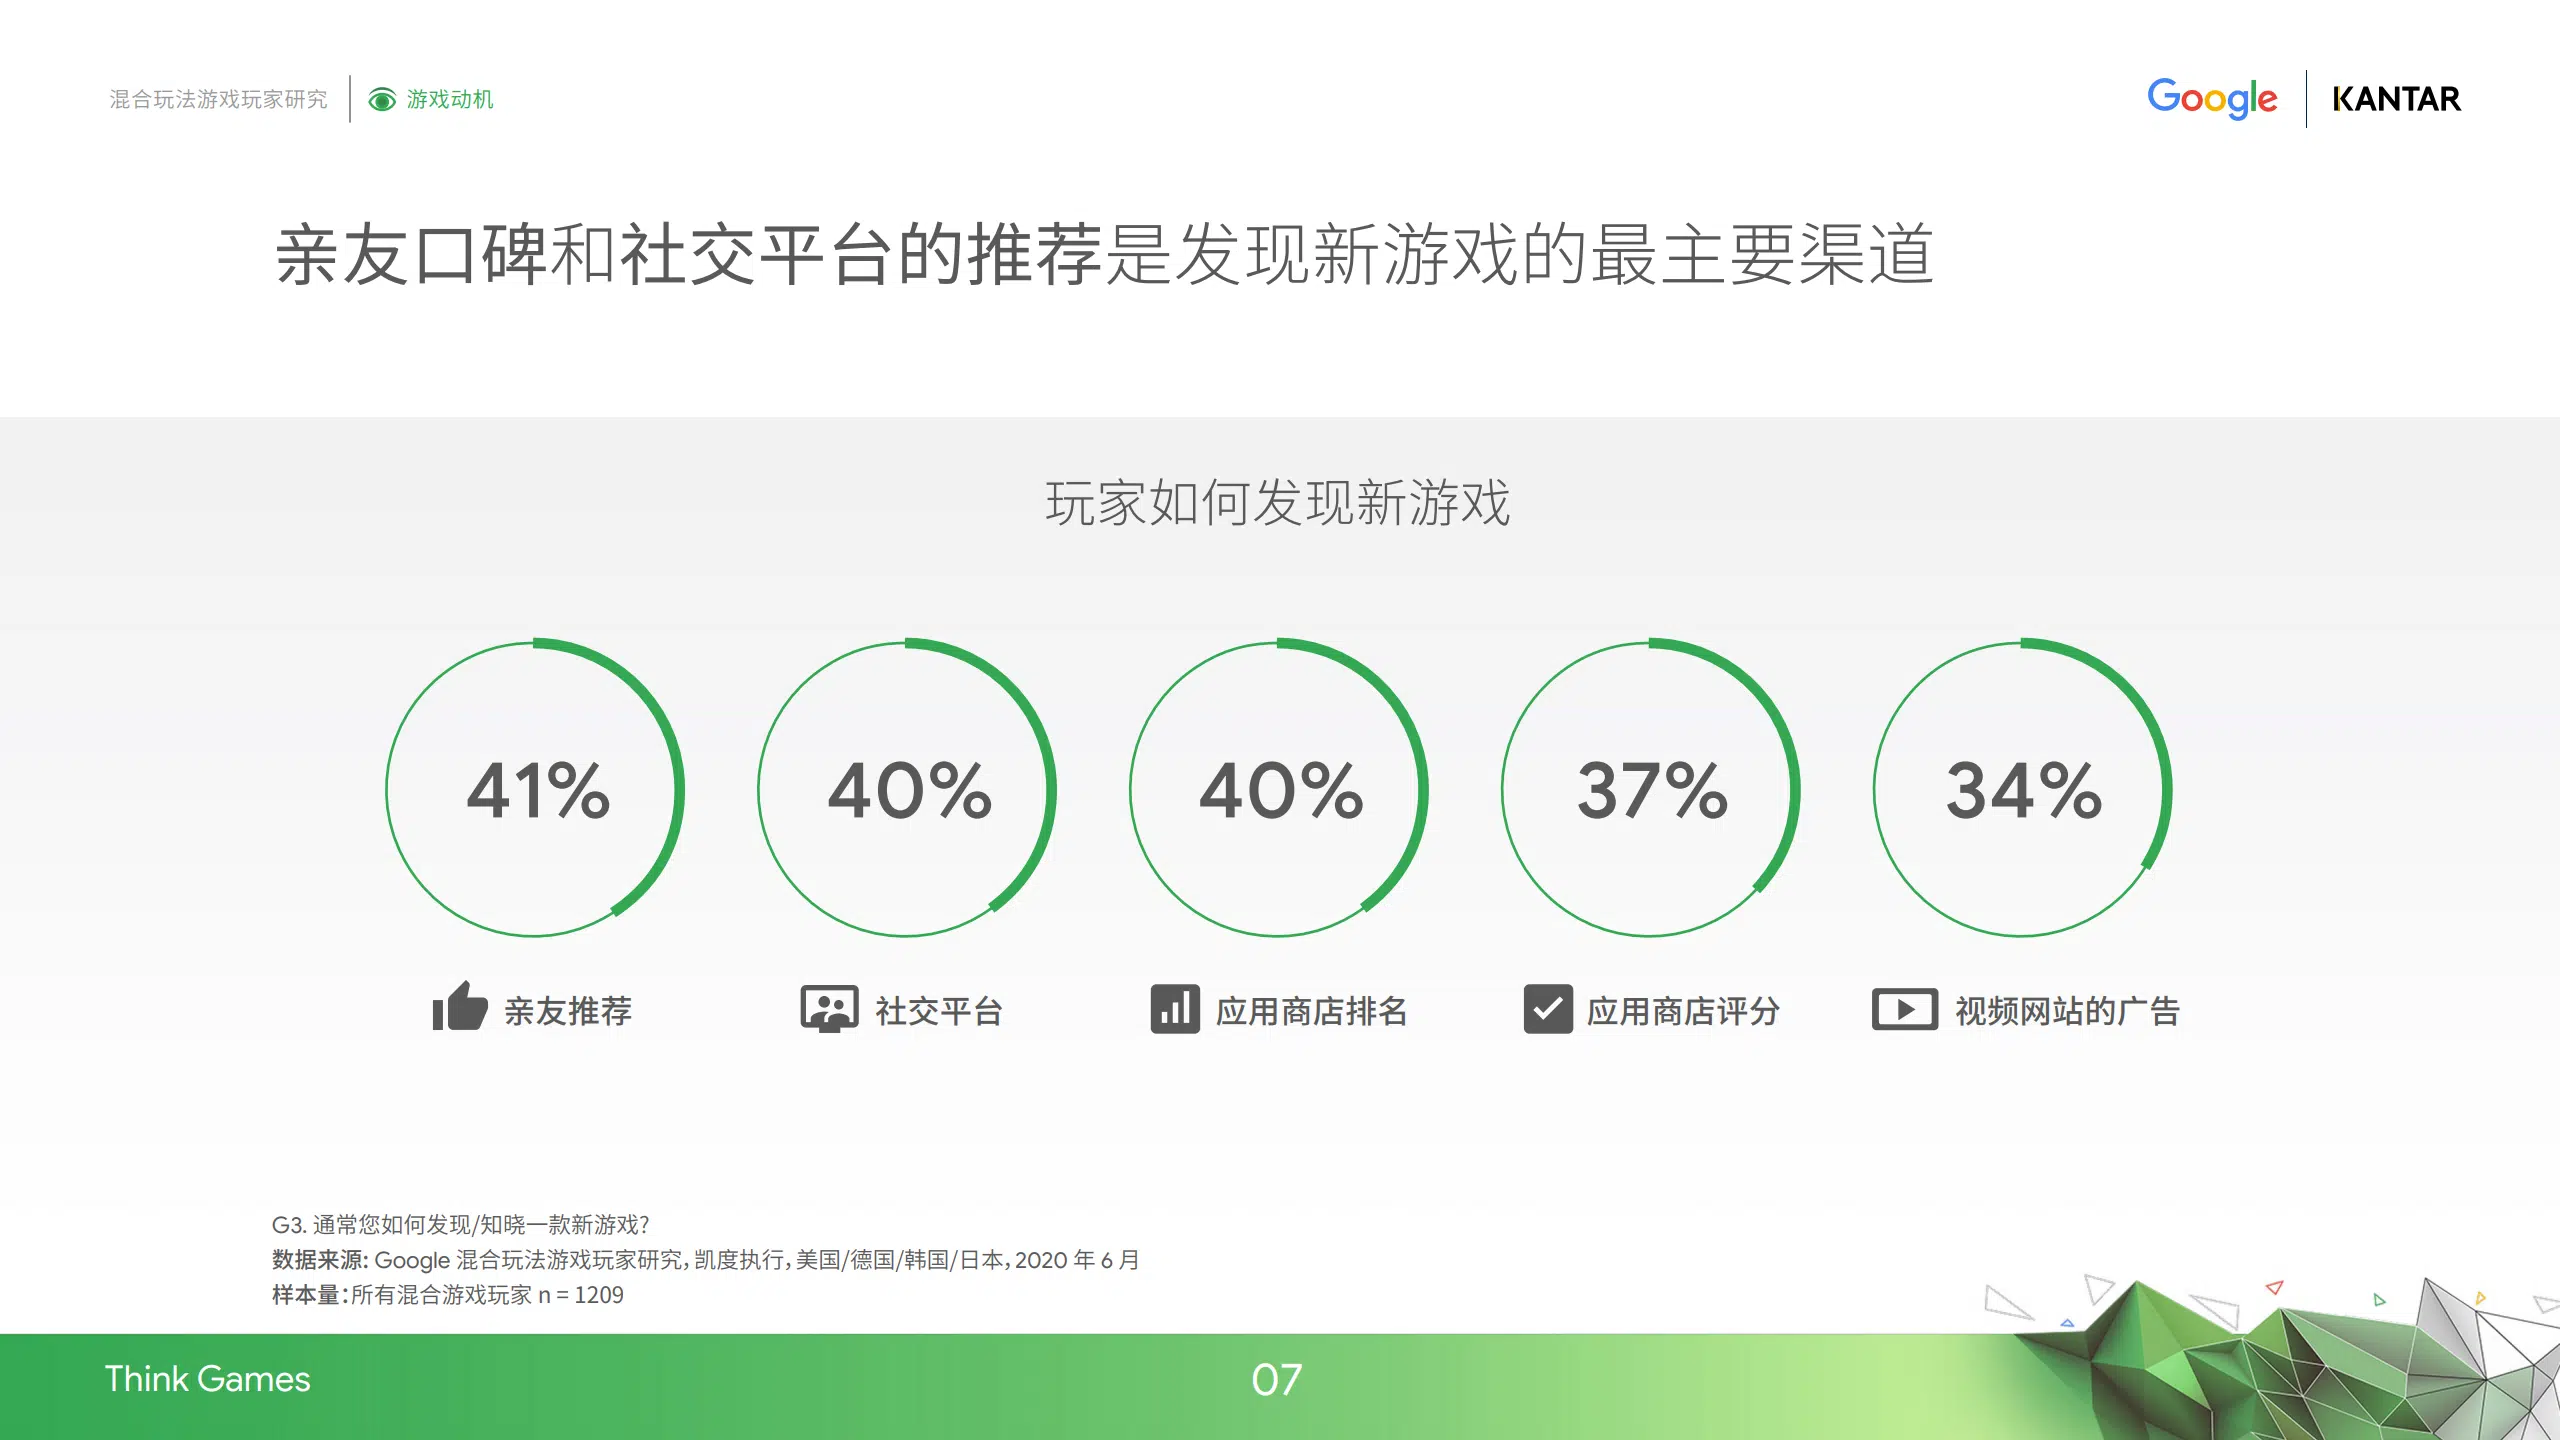 混合玩法游戏玩家研究 游戏动机
Google KANTAR
亲友口碑和社交平台的推荐是发现新游戏的最主要渠道
玩家如何发现新游戏
41% 40% 40% 37% 34%
亲友推荐 社交平台 应用商店排名 应用商店评分 视频网站的广告
G3. 通常您如何发现/知晓一款新游戏?
数据来源: Google 混合玩法游戏玩家研究, 凯度执行, 美国/德国/韩国/日本, 2020 年 6 月
样本量: 所有混合游戏玩家 n = 1209
Think Games 07